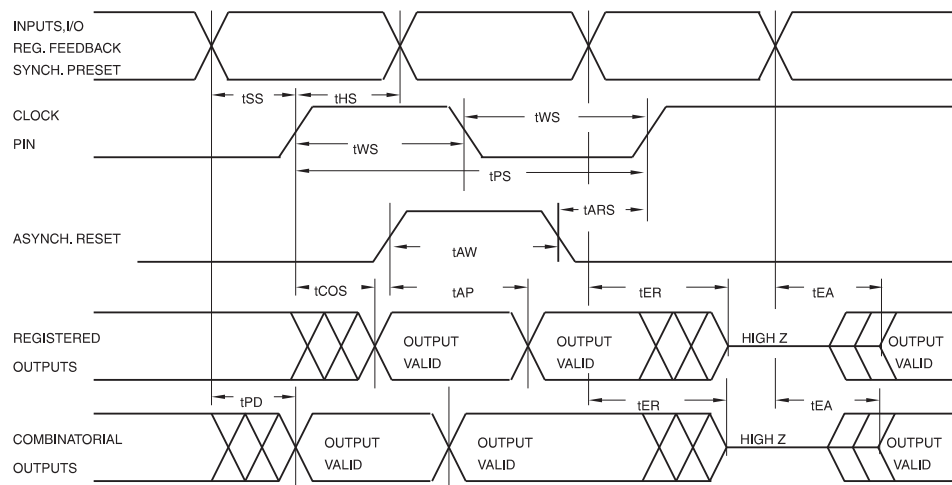 INPUTS,I/O
REG. FEEDBACK
SYNCH. PRESET
tSS
tHS
CLOCK
PIN
tWS
tWS
tPS
tARS
ASYNCH. RESET
tAW
tCOS
tAP
tER
tEA
REGISTERED
OUTPUTS
OUTPUT
VALID
OUTPUT
VALID
HIGH Z
OUTPUT
VALID
tPD
tER
tEA
COMBINATORIAL
OUTPUTS
OUTPUT
VALID
OUTPUT
VALID
HIGH Z
OUTPUT
VALID